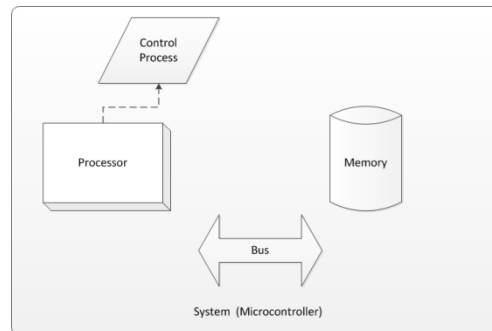 Control
Process
Processor
Memory
Bus
System (Microcontroller)